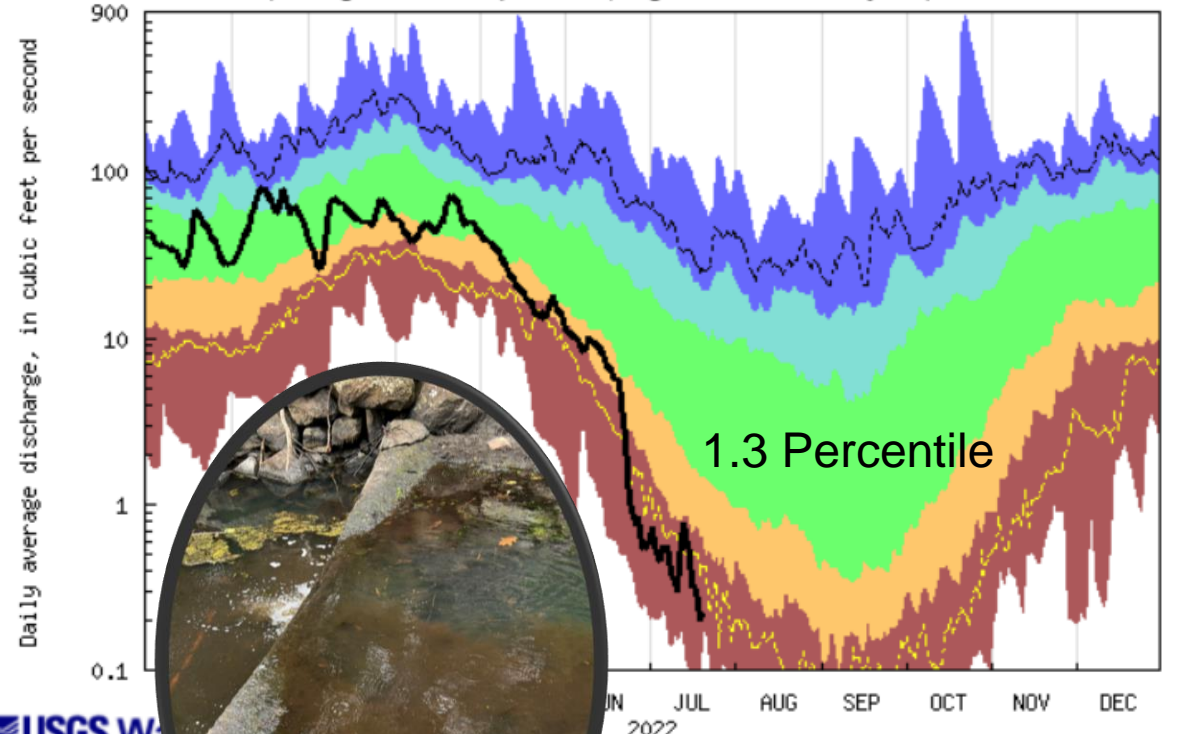 900
100
10
1
0.1
Daily average discharge, in cubic feet per second
1.3 Percentile
JUL AUG SEP OCT NOV DEC
2022
USGS